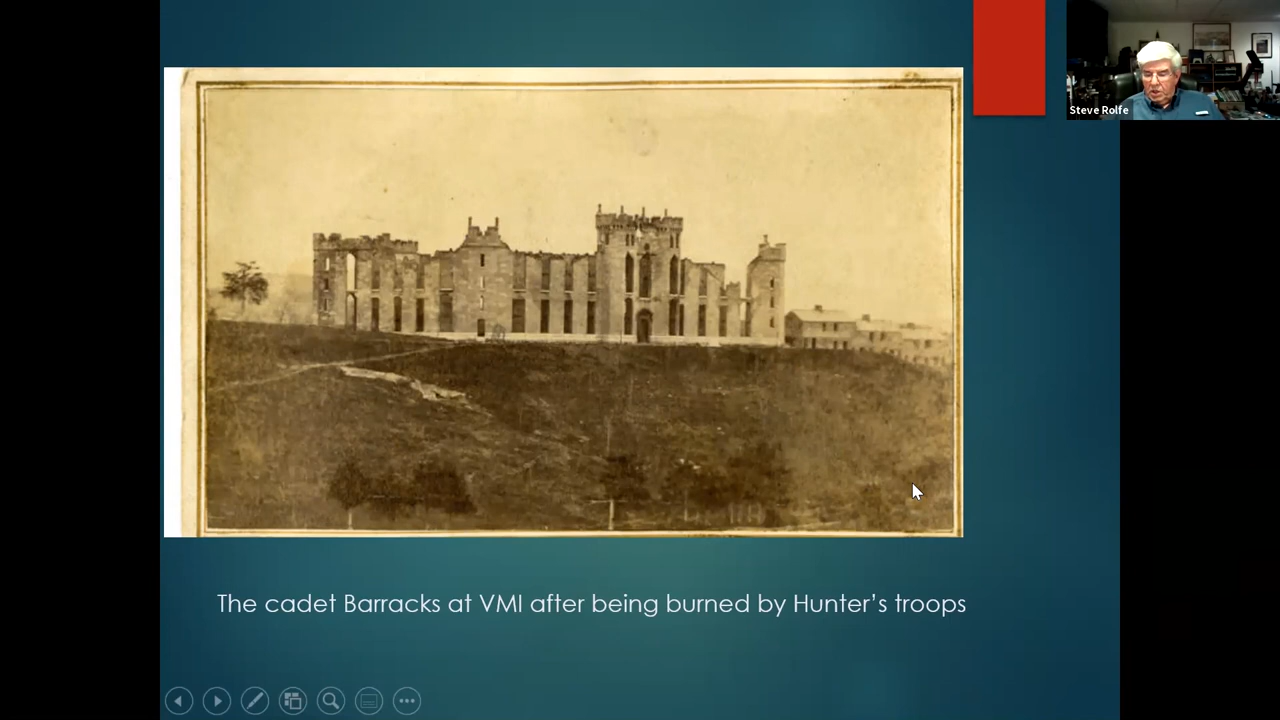 Steve Rolfe
The cadet Barracks at VMI after being burned by Hunter’s troops